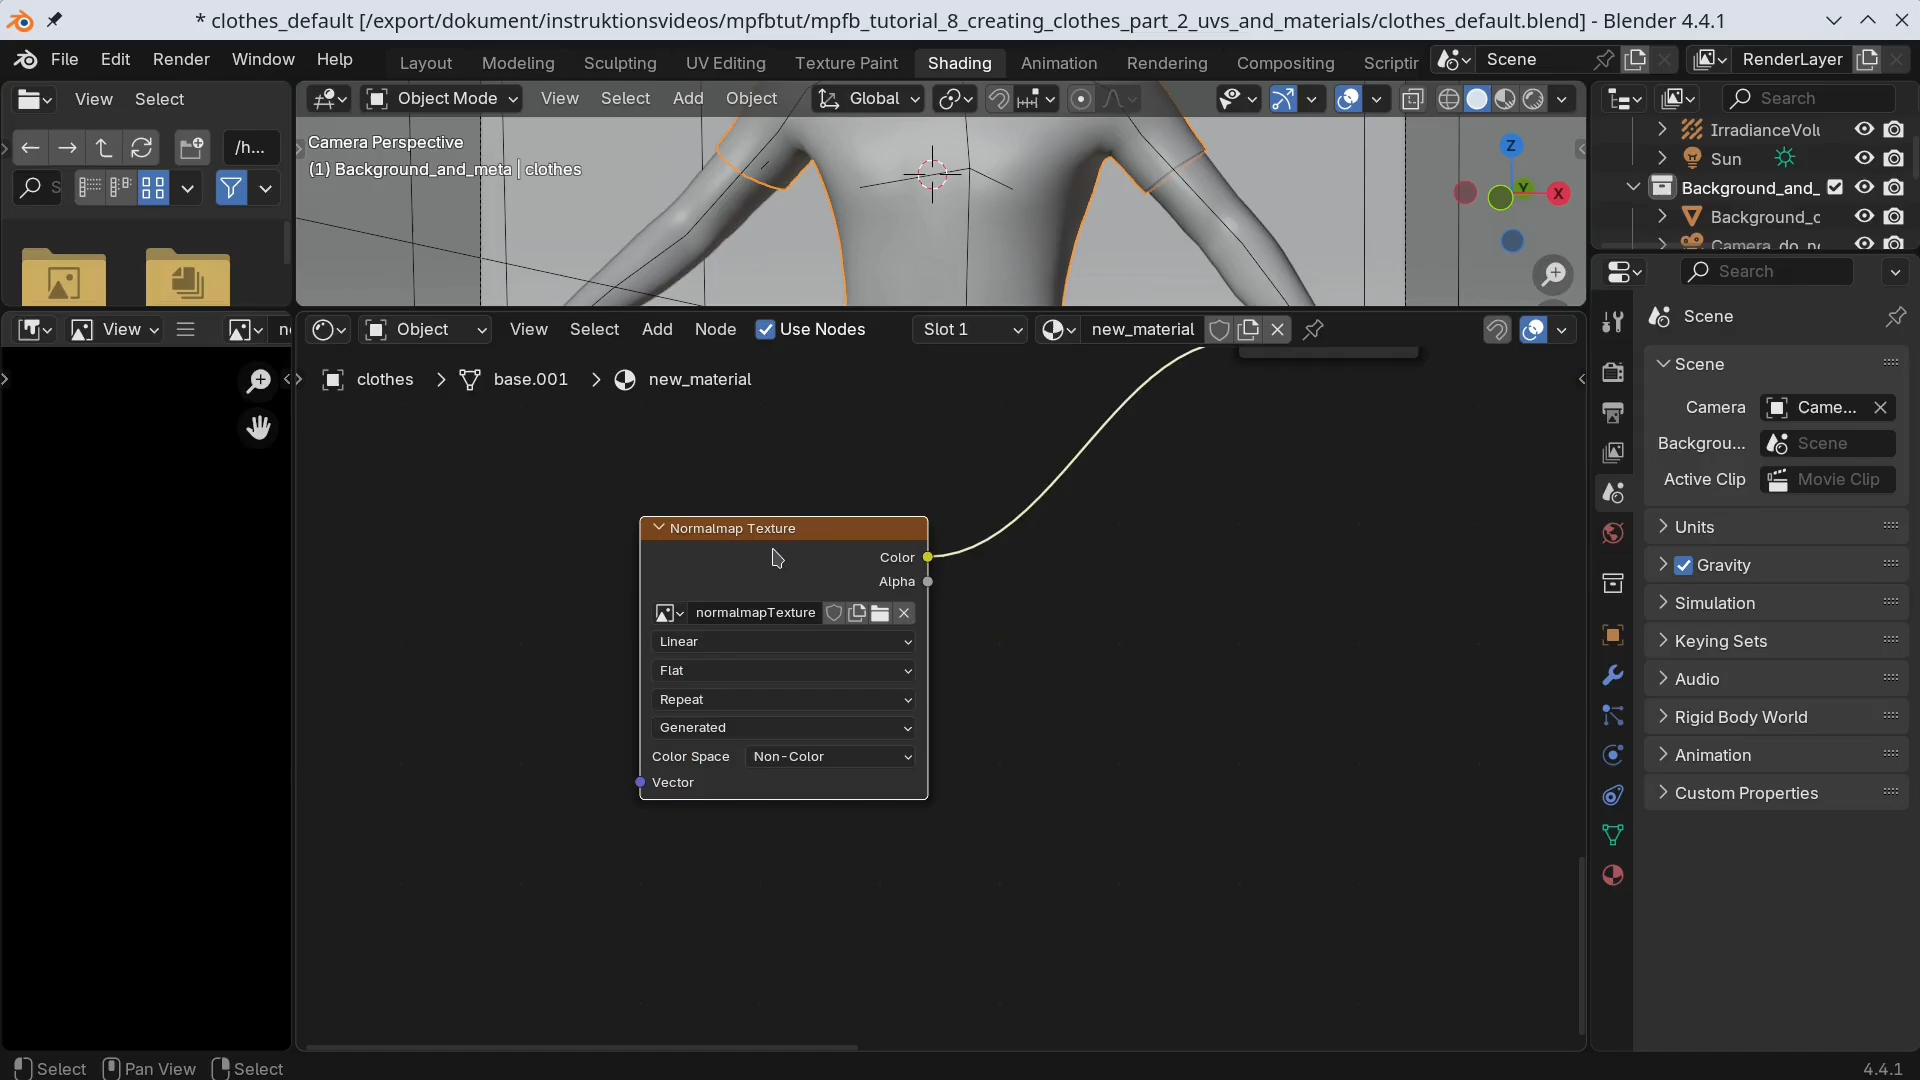 * clothes_default [/export/dokument/instruktionsvideos/mpfbtut/mpfb_tutorial_8_creating_clothes_part_2_uvs_and_materials/clothes_default.blend] - Blender 4.4.1
File Edit Render Window Help
Layout Modeling Sculpting UV Editing Texture Paint Shading Animation Rendering Compositing Scriptir
Scene
RenderLayer
View Select
Object Mode View Select Add Object
Global
Search
Camera Perspective
(1) Background_and_meta | clothes
/h...
S
Z
Y
X
IrradianceVolu
Sun
Background_and_
Background_c
Search
View
Object View Select Add Node Use Nodes
Slot 1
new_material
clothes base.001 new_material
Scene
Scene
Camera Came...
Backgrou... Scene
Active Clip Movie Clip
Units
Gravity
Simulation
Keying Sets
Audio
Rigid Body World
Animation
Custom Properties
Normalmap Texture
Color
Alpha
normalmapTexture
Linear
Flat
Repeat
Generated
Color Space Non-Color
Vector
Select Pan View Select
4.4.1